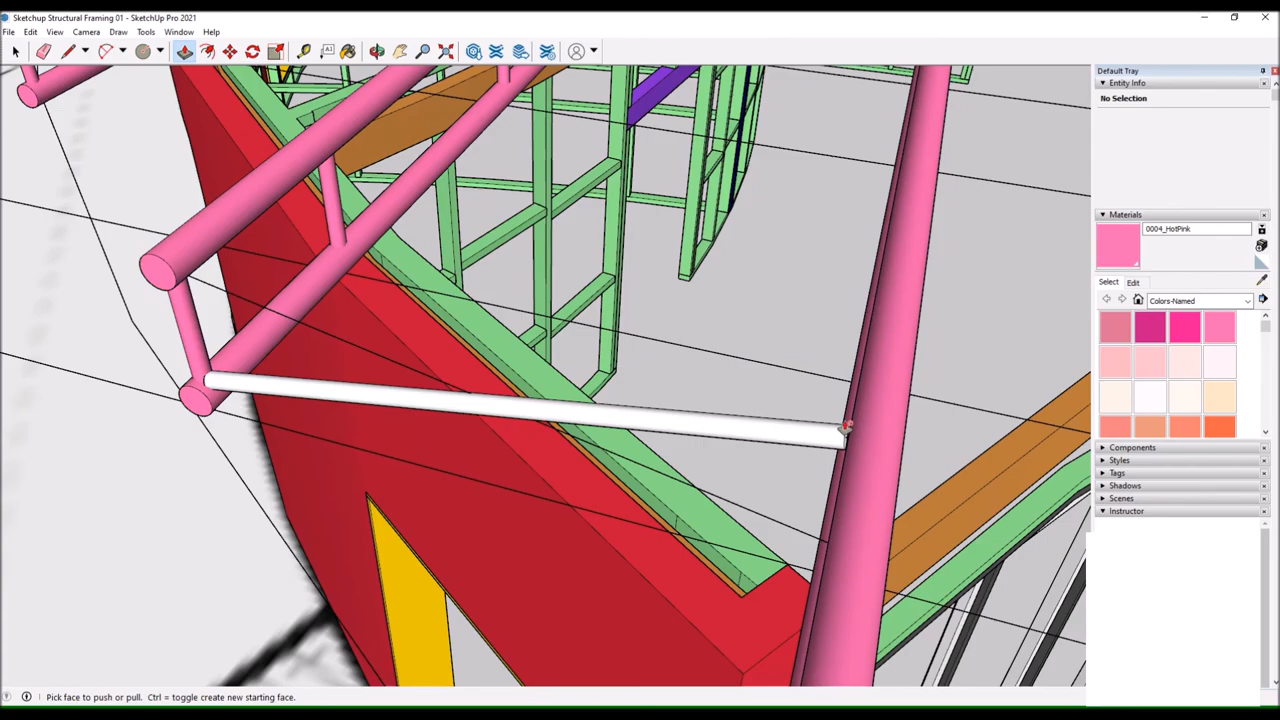 Sketchup Structural Framing 01 - SketchUp Pro 2021
File Edit View Camera Draw Tools Window Extensions Help
Default Tray
Entity Info
No Selection
Materials
0004_HotPink
Select Edit
Colors-Named
Components
Styles
Tags
Shadows
Scenes
Instructor
Pick face to push or pull. Ctrl = toggle create new starting face.